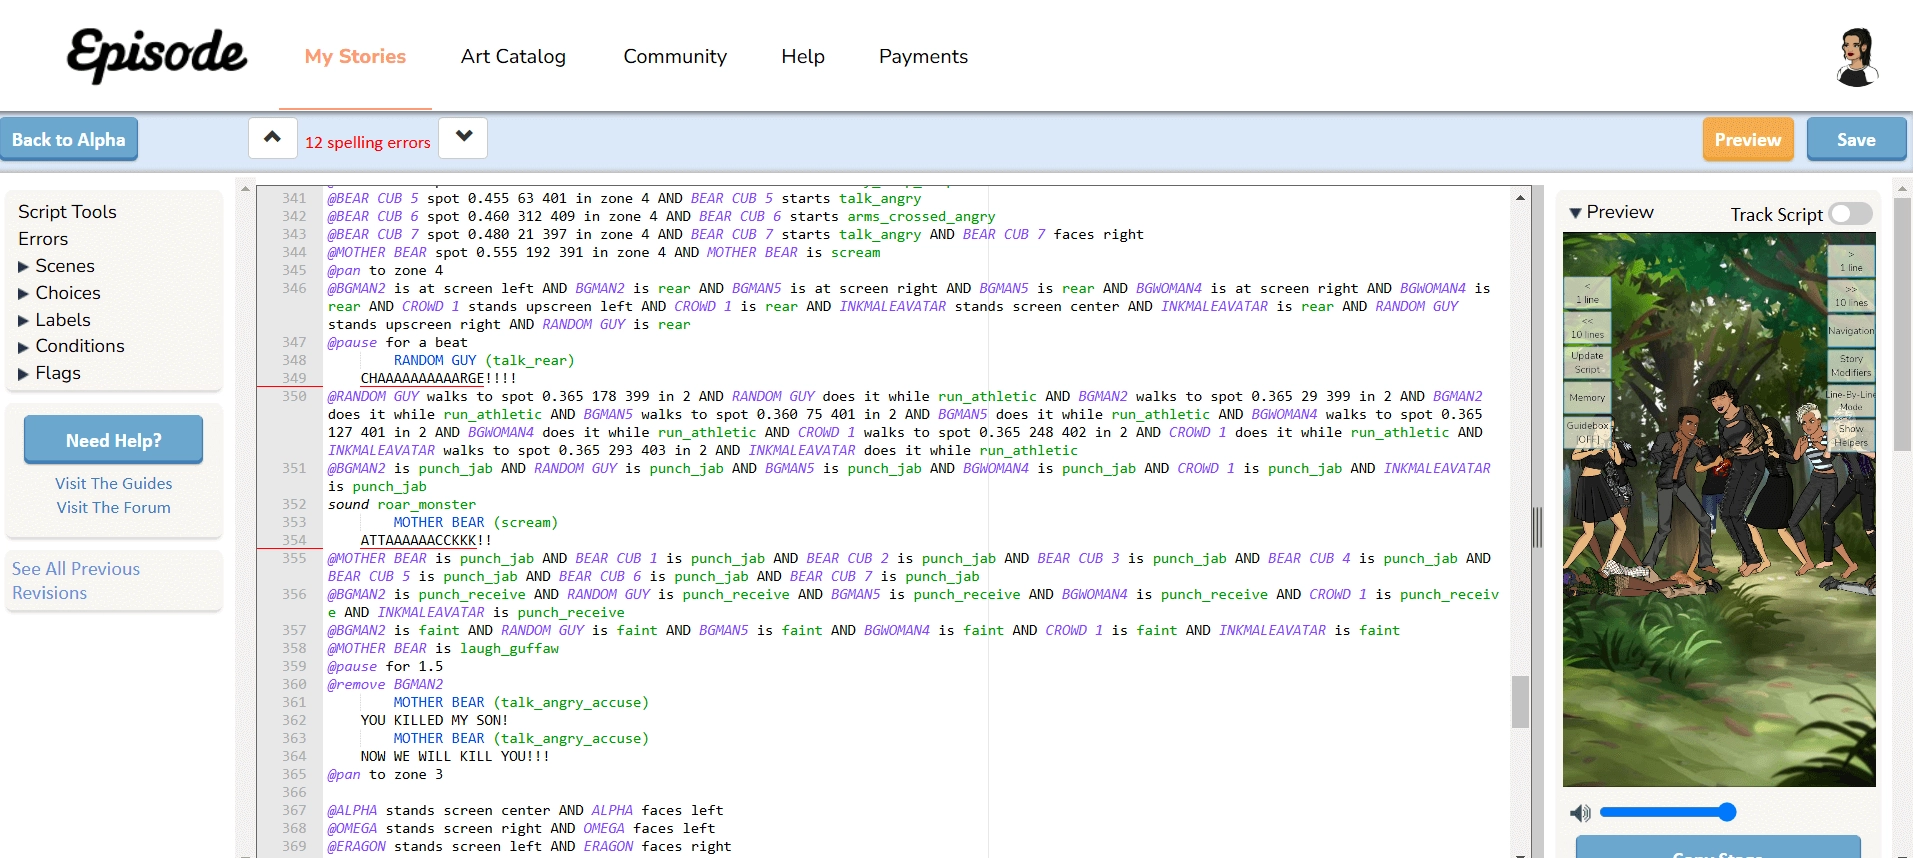 Episode
My Stories
Art Catalog
Community
Help
Payments
Back to Alpha
12 spelling errors
Preview
Save
Script Tools
Errors
Scenes
Choices
Labels
Conditions
Flags
Need Help?
Visit The Guides
Visit The Forum
See All Previous
Revisions
341 @BEAR CUB 5 spot 0.455 63 401 in zone 4 AND BEAR CUB 5 starts talk_angry
342 @BEAR CUB 6 spot 0.460 312 409 in zone 4 AND BEAR CUB 6 starts arms_crossed_angry
343 @BEAR CUB 7 spot 0.480 21 397 in zone 4 AND BEAR CUB 7 starts talk_angry AND BEAR CUB 7 faces right
344 @MOTHER BEAR spot 0.555 192 391 in zone 4 AND MOTHER BEAR is scream
345 @pan to zone 4
346 @BGMAN2 is at screen left AND BGMAN2 is rear AND BGMAN5 is at screen right AND BGMAN5 is rear AND BGWOMAN4 is at screen right AND BGWOMAN4 is
rear AND CROWD 1 stands upscreen left AND CROWD 1 is rear AND INKMALEAVATAR stands screen center AND INKMALEAVATAR is rear AND RANDOM GUY
stands upscreen right AND RANDOM GUY is rear
347 @pause for a beat
348 RANDOM GUY (talk_rear)
349 CHAAAAAAAAAARGE!!!!
350 @RANDOM GUY walks to spot 0.365 178 399 in 2 AND RANDOM GUY does it while run_athletic AND BGMAN2 walks to spot 0.365 29 399 in 2 AND BGMAN2
does it while run_athletic AND BGMAN5 walks to spot 0.360 75 401 in 2 AND BGMAN5 does it while run_athletic AND BGWOMAN4 walks to spot 0.365
127 401 in 2 AND BGWOMAN4 does it while run_athletic AND CROWD 1 walks to spot 0.365 248 402 in 2 AND CROWD 1 does it while run_athletic AND
INKMALEAVATAR walks to spot 0.365 293 403 in 2 AND INKMALEAVATAR does it while run_athletic
351 @BGMAN2 is punch_jab AND RANDOM GUY is punch_jab AND BGMAN5 is punch_jab AND BGWOMAN4 is punch_jab AND CROWD 1 is punch_jab AND INKMALEAVATAR
is punch_jab
352 sound roar_monster
353 MOTHER BEAR (scream)
354 ATTAAAAAACCKKK!!
355 @MOTHER BEAR is punch_jab AND BEAR CUB 1 is punch_jab AND BEAR CUB 2 is punch_jab AND BEAR CUB 3 is punch_jab AND BEAR CUB 4 is punch_jab AND
BEAR CUB 5 is punch_jab AND BEAR CUB 6 is punch_jab AND BEAR CUB 7 is punch_jab
356 @BGMAN2 is punch_receive AND RANDOM GUY is punch_receive AND BGMAN5 is punch_receive AND BGWOMAN4 is punch_receive AND CROWD 1 is punch_receiv
e AND INKMALEAVATAR is punch_receive
357 @BGMAN2 is faint AND RANDOM GUY is faint AND BGMAN5 is faint AND BGWOMAN4 is faint AND CROWD 1 is faint AND INKMALEAVATAR is faint
358 @MOTHER BEAR is laugh_guffaw
359 @pause for 1.5
360 @remove BGMAN2
361 MOTHER BEAR (talk_angry_accuse)
362 YOU KILLED MY SON!
363 MOTHER BEAR (talk_angry_accuse)
364 NOW WE WILL KILL YOU!!!
365 @pan to zone 3
366
367 @ALPHA stands screen center AND ALPHA faces left
368 @OMEGA stands screen right AND OMEGA faces left
369 @ERAGON stands screen left AND ERAGON faces right
Preview
Track Script
<
1 line
<<
10 lines
Update
Script
Memory
Guidebox
[OFF]
>
1 line
>>
10 lines
Navigation
Story
Modifiers
Line-By-Line
Mode
Show
Helpers